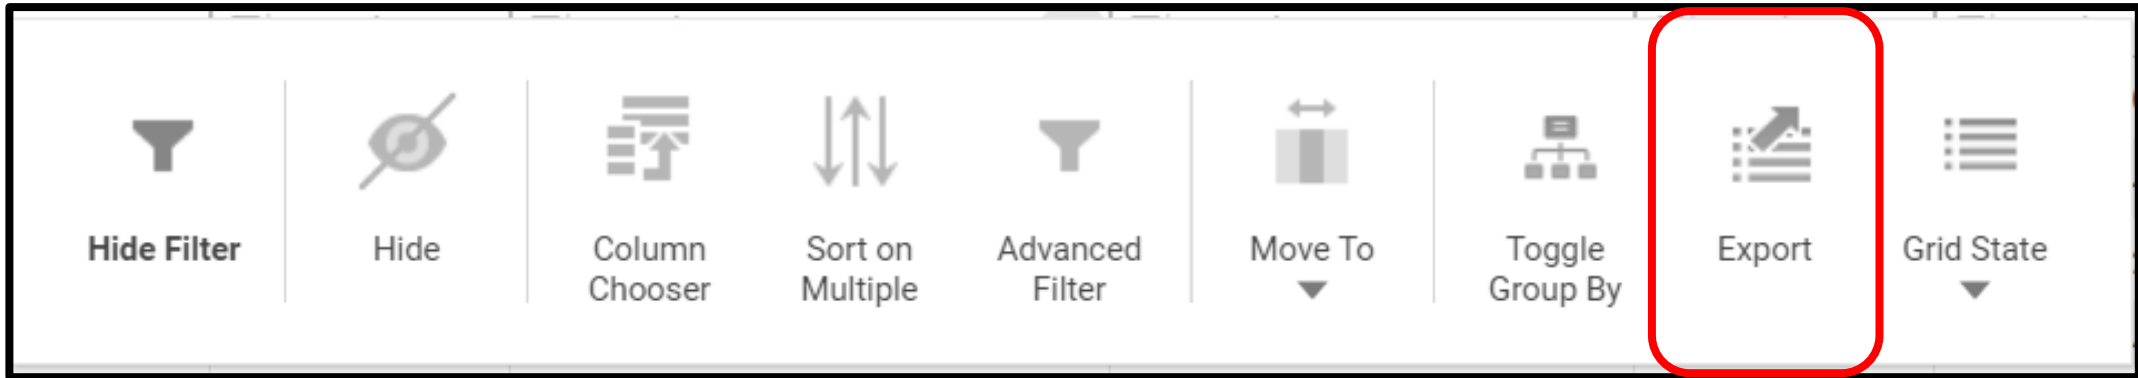 Hide Filter
Hide
Column
Chooser
Sort on
Multiple
Advanced
Filter
Move To
Toggle
Group By
Export
Grid State